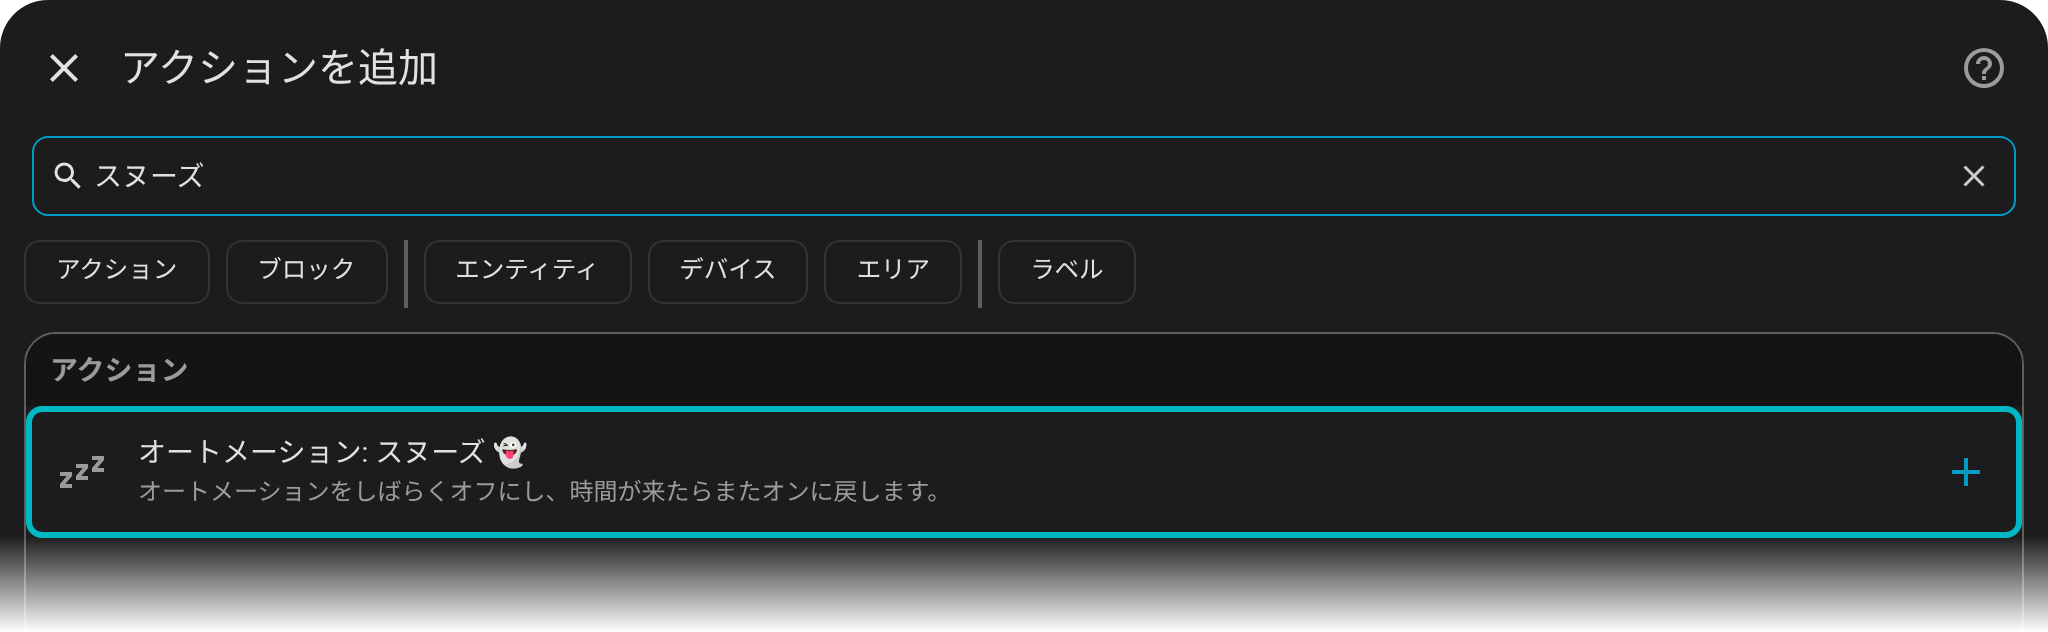 アクションを追加
スヌーズ
アクション ブロック エンティティ デバイス エリア ラベル
アクション
オートメーション: スヌーズ 👻
オートメーションをしばらくオフにし、時間が来たらまたオンに戻します。